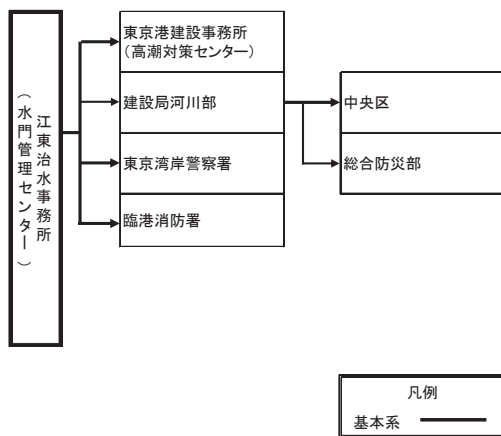 江東治水事務所
（水門管理センター）
東京港建設事務所
（高潮対策センター）
建設局河川部
東京湾岸警察署
臨港消防署
中央区
総合防災部
凡例
基本系